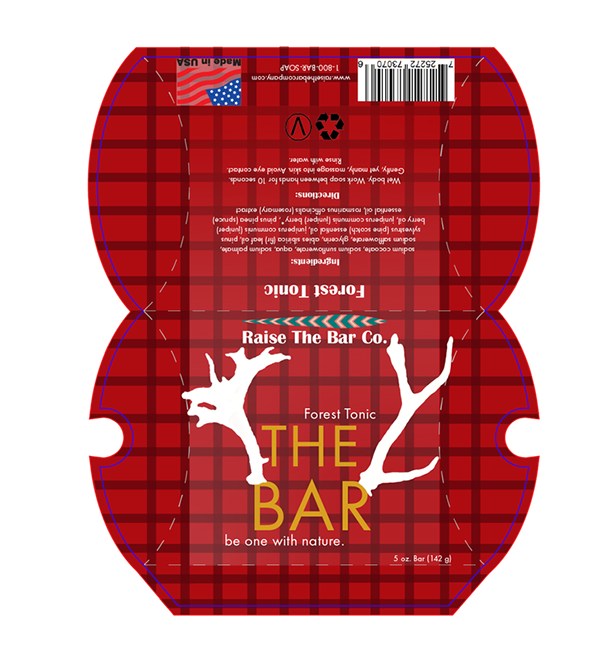 Raise The Bar Co.
Forest Tonic
THE
BAR
be one with nature.
5 oz. Bar (142 g)
Forest Tonic
Ingredients:
sodium cocoate, sodium sunflowerate, aqua, sodium palmate,
sodium safflowerate, glycerin, abies sibirica (fir) leaf oil, pinus
sylvestrus (pine scotch) essential oil, juniperus communis (juniper)
berry oil, juniperus communis (juniper) berry*, pinus pinea (spruce)
essential oil, rosmarinus officinalis (rosemary) extract
Directions:
Wet body. Work soap between hands for 10 seconds.
Gently, yet manly, massage into skin. Avoid eye contact.
Rinse with water.
7 25272 73070 6
www.raisethebarcompany.com
1-800-BAR-SOAP
Made in USA